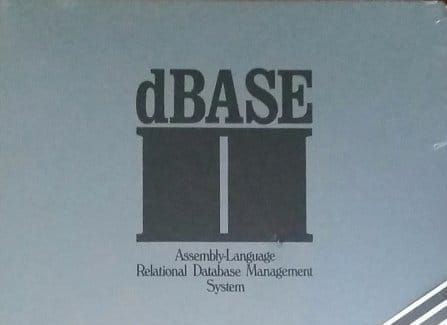 dBASE
II
Assembly-Language
Relational Database Management
System